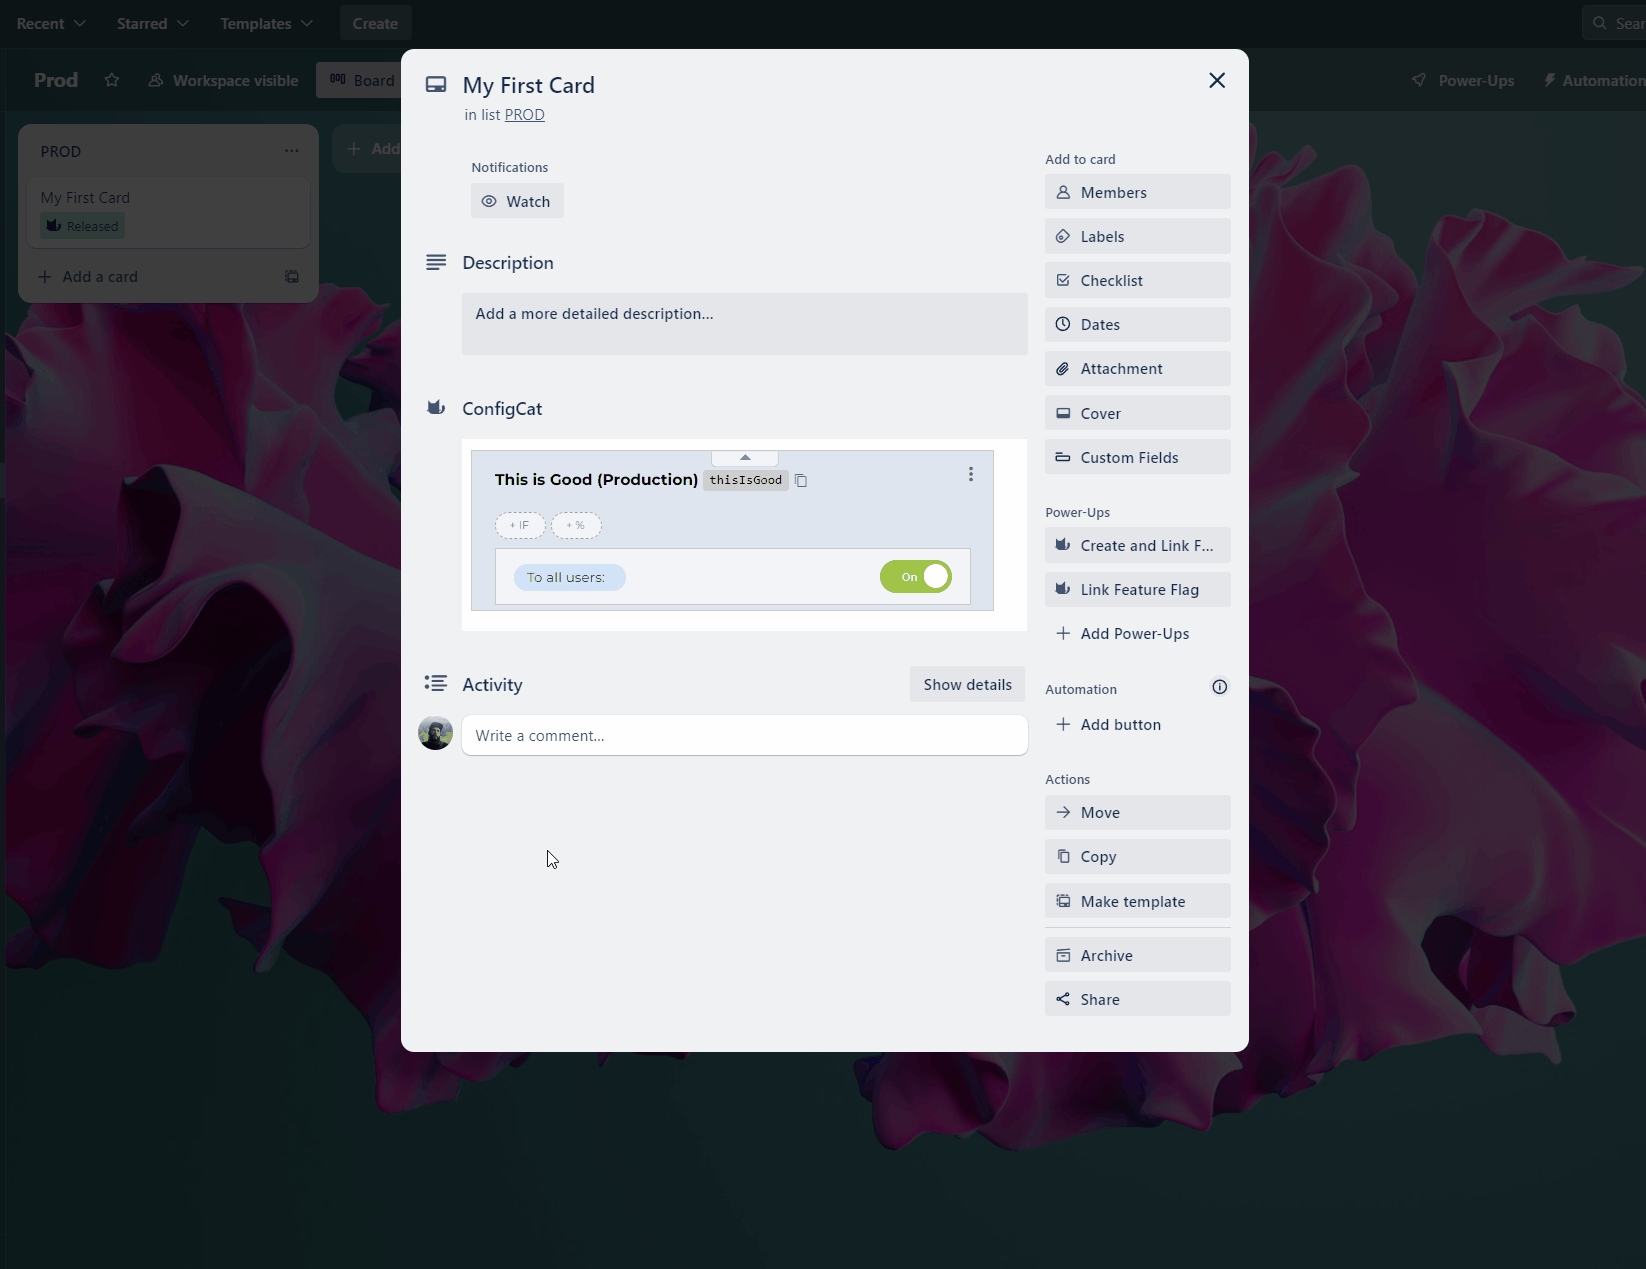 Recent
Starred
Templates
Create
Prod
Workspace visible
Board
Power-Ups
PROD
My First Card
Released
Add a card
My First Card
in list PROD
Notifications
Watch
Description
Add a more detailed description...
ConfigCat
This is Good (Production) thisIsGood
+ IF + %
To all users: On
Activity
Show details
Write a comment...
Add to card
Members
Labels
Checklist
Dates
Attachment
Cover
Custom Fields
Power-Ups
Create and Link F...
Link Feature Flag
Add Power-Ups
Automation
Add button
Actions
Move
Copy
Make template
Archive
Share